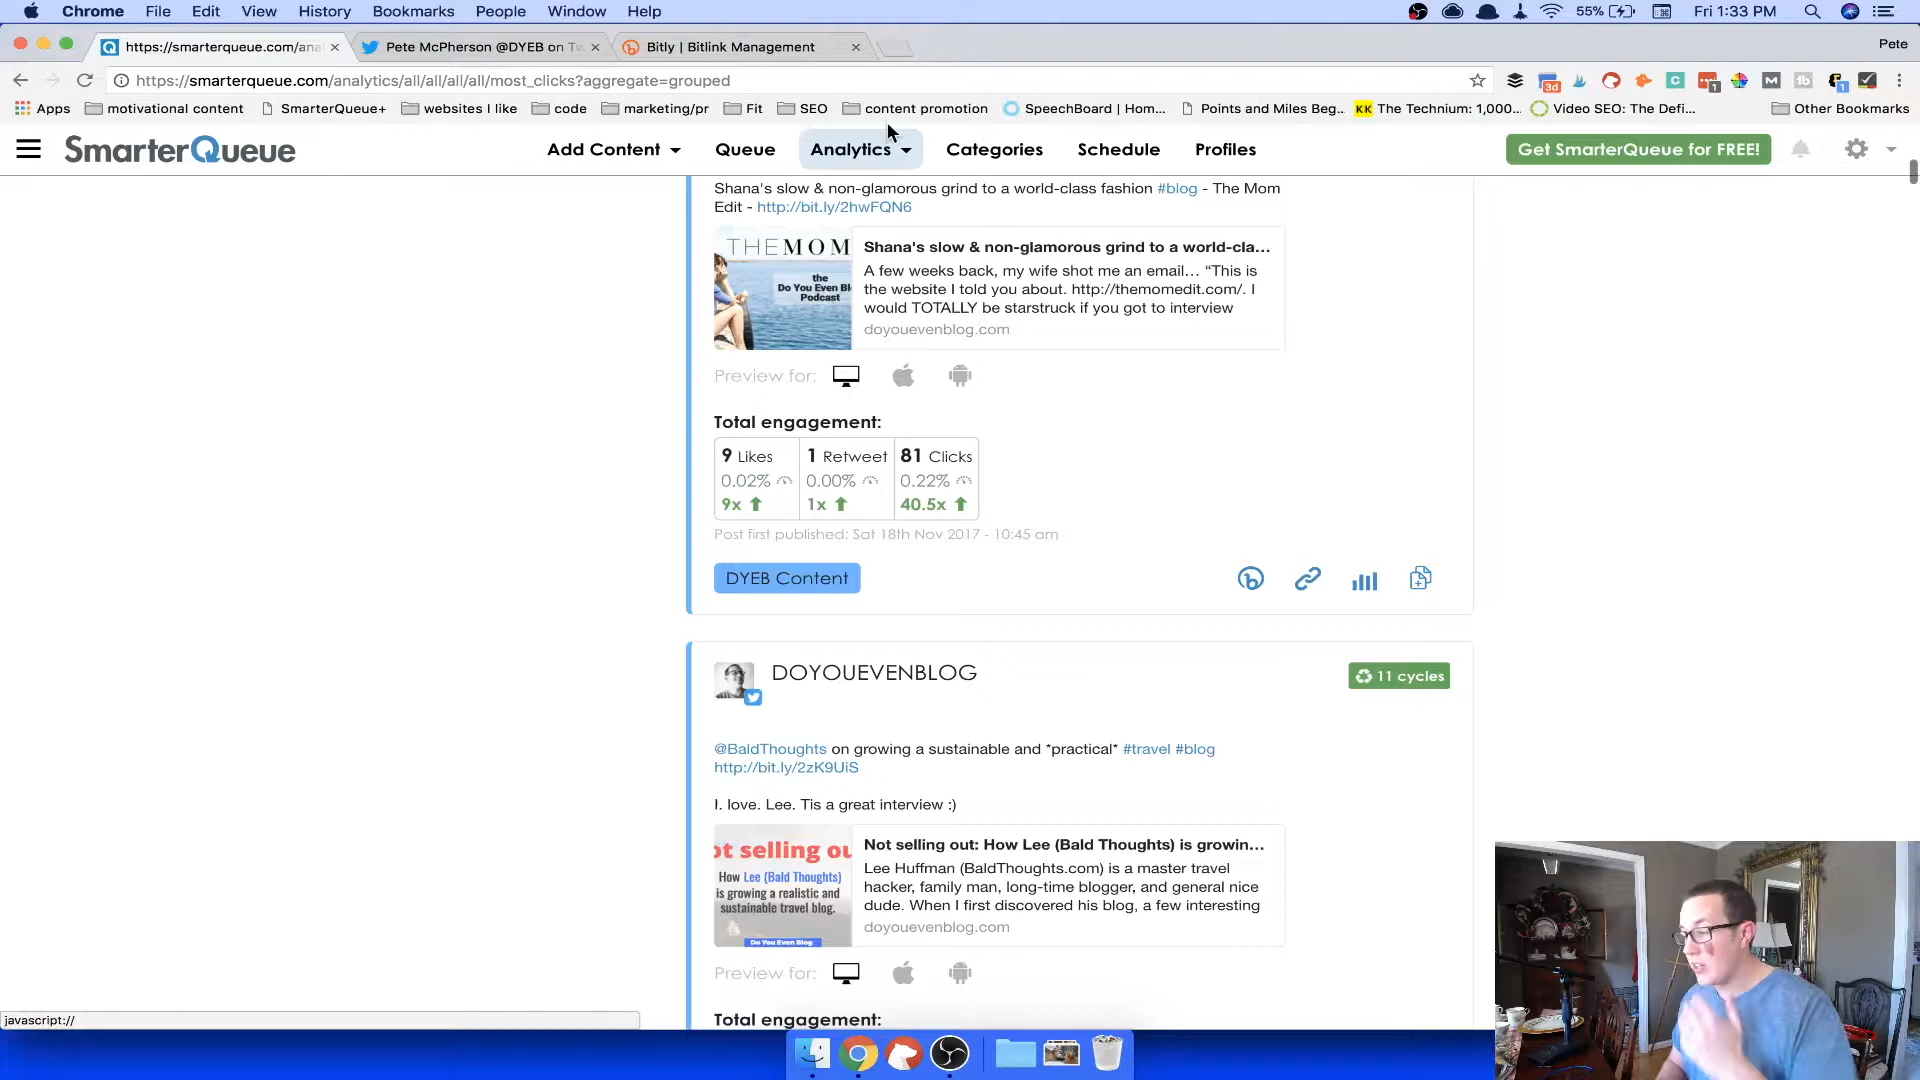 Chrome File Edit View History Bookmarks People Window Help
55% Fri 1:33 PM
https://smarterqueue.com/ana
Pete McPherson @DYEB on Tw
Bitly | Bitlink Management
Pete
https://smarterqueue.com/analytics/all/all/all/all/most_clicks?aggregate=grouped
3d 1 1
Apps motivational content SmarterQueue+ websites I like code marketing/pr Fit SEO content promotion SpeechBoard | Hom... Points and Miles Beg... KK The Technium: 1,000... Video SEO: The Defi... Other Bookmarks
SmarterQueue
Add Content Queue Analytics Categories Schedule Profiles
Get SmarterQueue for FREE!
Shana's slow & non-glamorous grind to a world-class fashion #blog - The Mom
Edit - http://bit.ly/2hwFQN6
THEMOM
the
Do You Even Bl
Podcast
Shana's slow & non-glamorous grind to a world-cla...
A few weeks back, my wife shot me an email... “This is
the website I told you about. http://themomedit.com/. I
would TOTALLY be starstruck if you got to interview
doyouevenblog.com
Preview for:
Total engagement:
9 Likes 1 Retweet 81 Clicks
0.02% 0.00% 0.22%
9x 1x 40.5x
Post first published: Sat 18th Nov 2017 - 10:45 am
DYEB Content
DOYOUEVENBLOG
11 cycles
@BaldThoughts on growing a sustainable and *practical* #travel #blog
http://bit.ly/2zK9UiS
I. love. Lee. Tis a great interview :)
ot selling ou
How Lee (Bald Thoughts)
is growing a realistic and
sustainable travel blog.
Do You Even Blog
Not selling out: How Lee (Bald Thoughts) is growin...
Lee Huffman (BaldThoughts.com) is a master travel
hacker, family man, long-time blogger, and general nice
dude. When I first discovered his blog, a few interesting
doyouevenblog.com
Preview for:
Total engagement:
javascript://